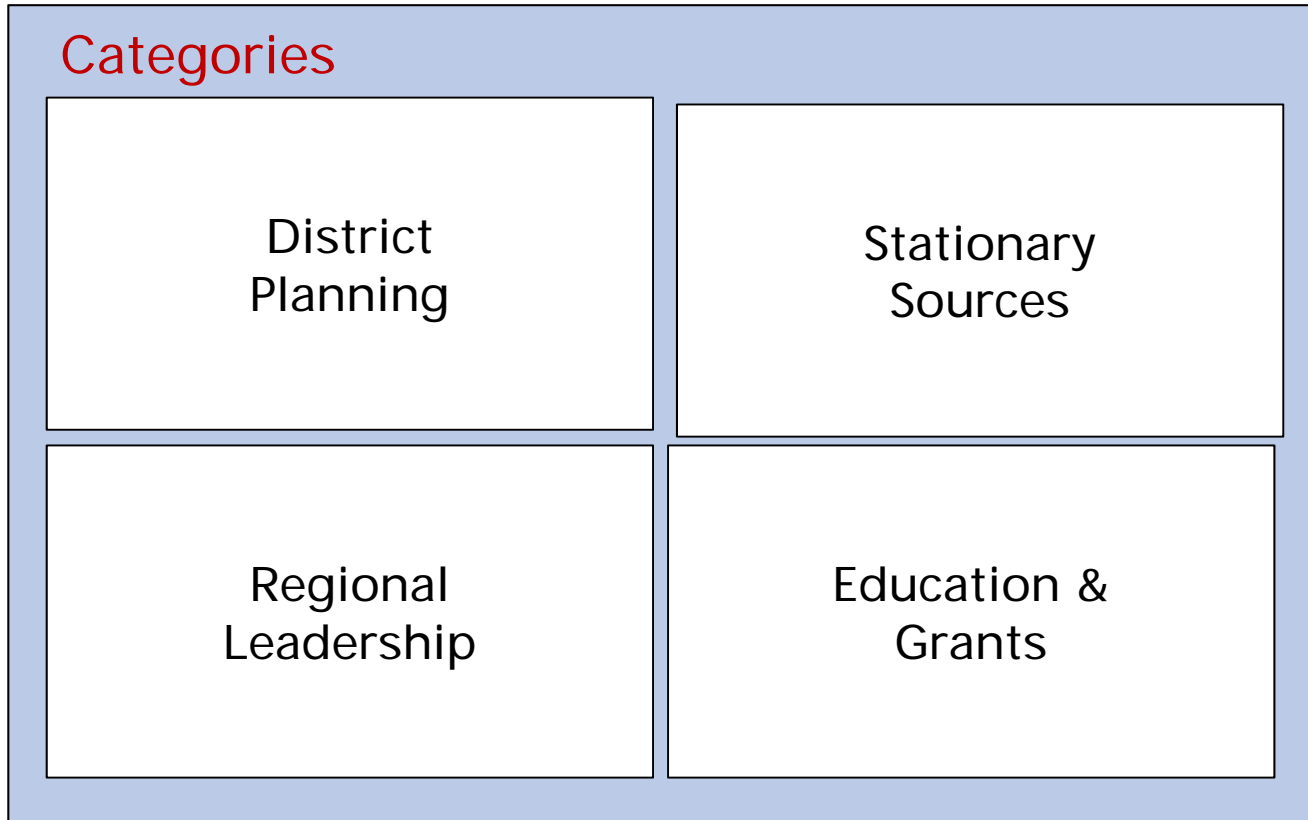 Categories
District
Planning
Stationary
Sources
Regional
Leadership
Education &
Grants